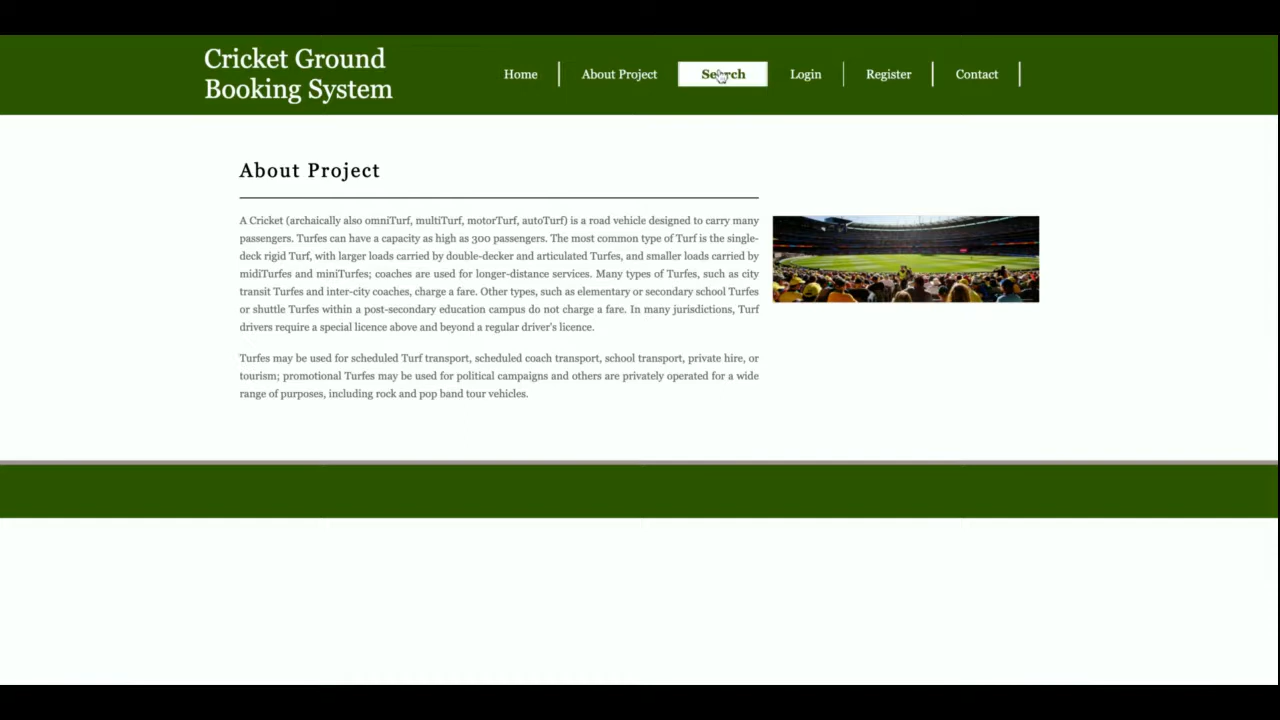 Cricket Ground
Booking System
Home
About Project
Search
Login
Register
Contact
About Project
A Cricket (archaically also omniTurf, multiTurf, motorTurf, autoTurf) is a road vehicle designed to carry many
passengers. Turfes can have a capacity as high as 300 passengers. The most common type of Turf is the single-
deck rigid Turf, with larger loads carried by double-decker and articulated Turfes, and smaller loads carried by
midiTurfes and miniTurfes; coaches are used for longer-distance services. Many types of Turfes, such as city
transit Turfes and inter-city coaches, charge a fare. Other types, such as elementary or secondary school Turfes
or shuttle Turfes within a post-secondary education campus do not charge a fare. In many jurisdictions, Turf
drivers require a special licence above and beyond a regular driver's licence.
Turfes may be used for scheduled Turf transport, scheduled coach transport, school transport, private hire, or
tourism; promotional Turfes may be used for political campaigns and others are privately operated for a wide
range of purposes, including rock and pop band tour vehicles.